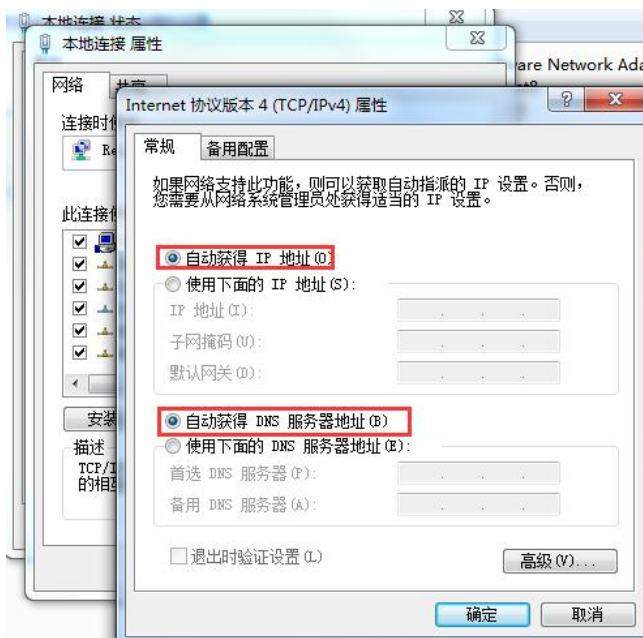 本地连接 状态
本地连接 属性
are Network Ada
网络
共享
Internet 协议版本 4 (TCP/IPv4) 属性
连接时使
Re
常规
备用配置
如果网络支持此功能，则可以获取自动指派的 IP 设置。否则，
您需要从网络系统管理员处获得适当的 IP 设置。
此连接使
自动获得 IP 地址(O)
使用下面的 IP 地址(S):
IP 地址(I):
子网掩码(U):
默认网关(D):
安装
自动获得 DNS 服务器地址(B)
使用下面的 DNS 服务器地址(E):
描述
TCP/I
的相互
首选 DNS 服务器(P):
备用 DNS 服务器(A):
退出时验证设置(L)
高级(V)...
确定
取消